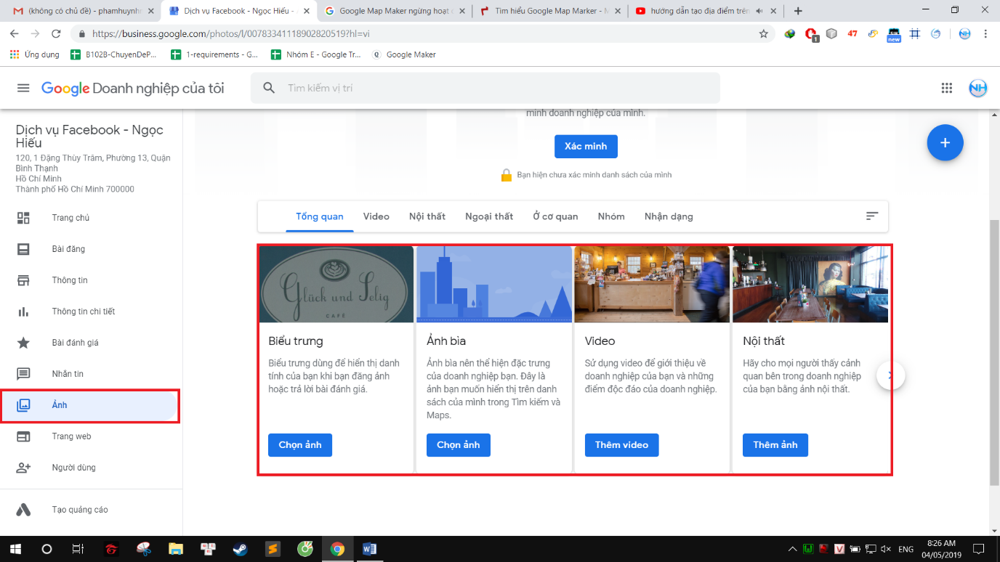 (không có chủ đề) - phamhuynhr
Dịch vụ Facebook - Ngọc Hiếu -
Google Map Maker ngừng hoạt
Tìm hiểu Google Map Marker - M
hướng dẫn tạo địa điểm trên
https://business.google.com/photos/l/00783341118902820519?hl=vi
1
47
new
NH
Ứng dụng
B102B-ChuyenDeP...
1-requirements - G...
Nhóm E - Google Tr...
Google Maker
Google Doanh nghiệp của tôi
Tìm kiếm vị trí
NH
Dịch vụ Facebook - Ngọc
Hiếu
120, 1 Đặng Thùy Trâm, Phường 13, Quận
Bình Thạnh
Hồ Chí Minh
Thành phố Hồ Chí Minh 700000
Trang chủ
Bài đăng
Thông tin
Thông tin chi tiết
Bài đánh giá
Nhắn tin
Ảnh
Trang web
Người dùng
Tạo quảng cáo
minh doanh nghiệp của mình.
Xác minh
Bạn hiện chưa xác minh danh sách của mình
Tổng quan
Video
Nội thất
Ngoại thất
Ở cơ quan
Nhóm
Nhận dạng
Glück und Selig
CAFÉ
Biểu trưng
Biểu trưng dùng để hiển thị danh
tính của bạn khi bạn đăng ảnh
hoặc trả lời bài đánh giá.
Chọn ảnh
Ảnh bìa
Ảnh bìa nên thể hiện đặc trưng
của doanh nghiệp bạn. Đây là
ảnh bạn muốn hiển thị trên danh
sách của mình trong Tìm kiếm và
Maps.
Chọn ảnh
Video
Sử dụng video để giới thiệu về
doanh nghiệp của bạn và những
điểm độc đáo của doanh nghiệp.
Thêm video
Nội thất
Hãy cho mọi người thấy cảnh
quan bên trong doanh nghiệp
của bạn bằng ảnh nội thất.
Thêm ảnh
ENG
8:26 AM
04/05/2019